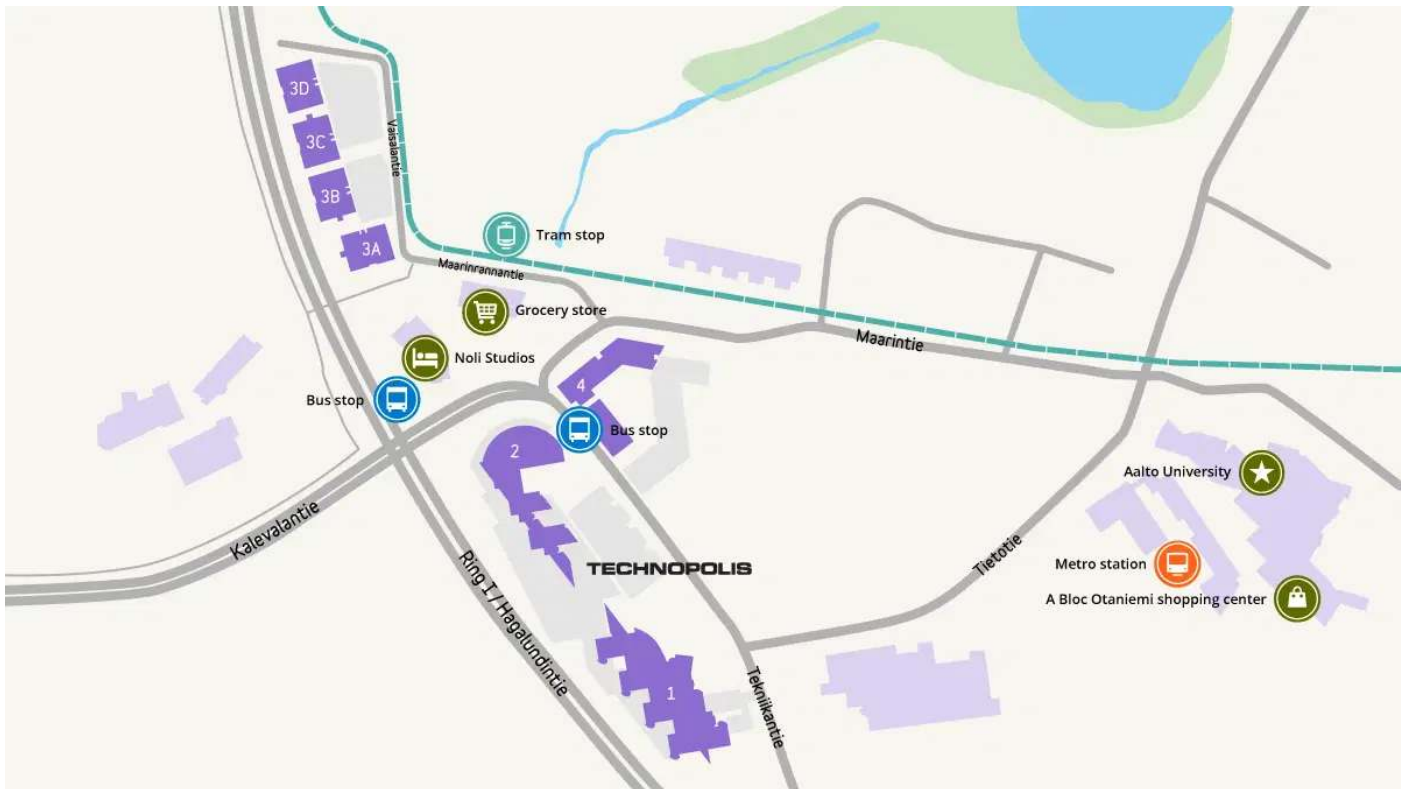 3D
3C
Vaisalantie
3B
3A
Tram stop
Maarinrannantie
Grocery store
Maarintie
Noli Studios
4
Bus stop
Bus stop
2
Aalto University
Kalevalantie
Tietotie
Metro station
TECHNOPOLIS
A Bloc Otaniemi shopping center
Ring I / Hagalundintie
1
Tekniikantie